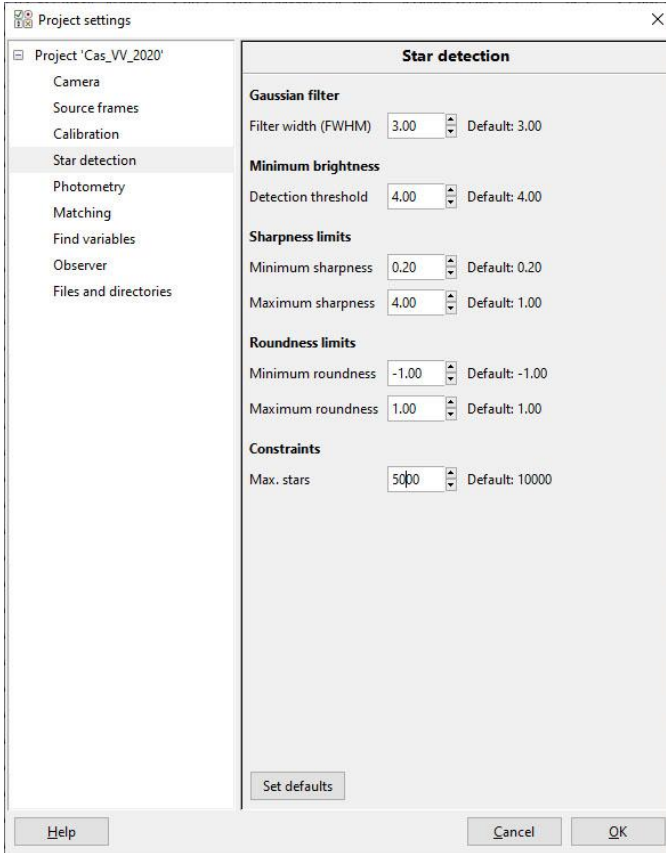 Project settings
Project 'Cas_VV_2020'
Camera
Source frames
Calibration
Star detection
Photometry
Matching
Find variables
Observer
Files and directories
Star detection
Gaussian filter
Filter width (FWHM) 3.00 Default: 3.00
Minimum brightness
Detection threshold 4.00 Default: 4.00
Sharpness limits
Minimum sharpness 0.20 Default: 0.20
Maximum sharpness 4.00 Default: 1.00
Roundness limits
Minimum roundness -1.00 Default: -1.00
Maximum roundness 1.00 Default: 1.00
Constraints
Max. stars 5000 Default: 10000
Set defaults
Help Cancel OK